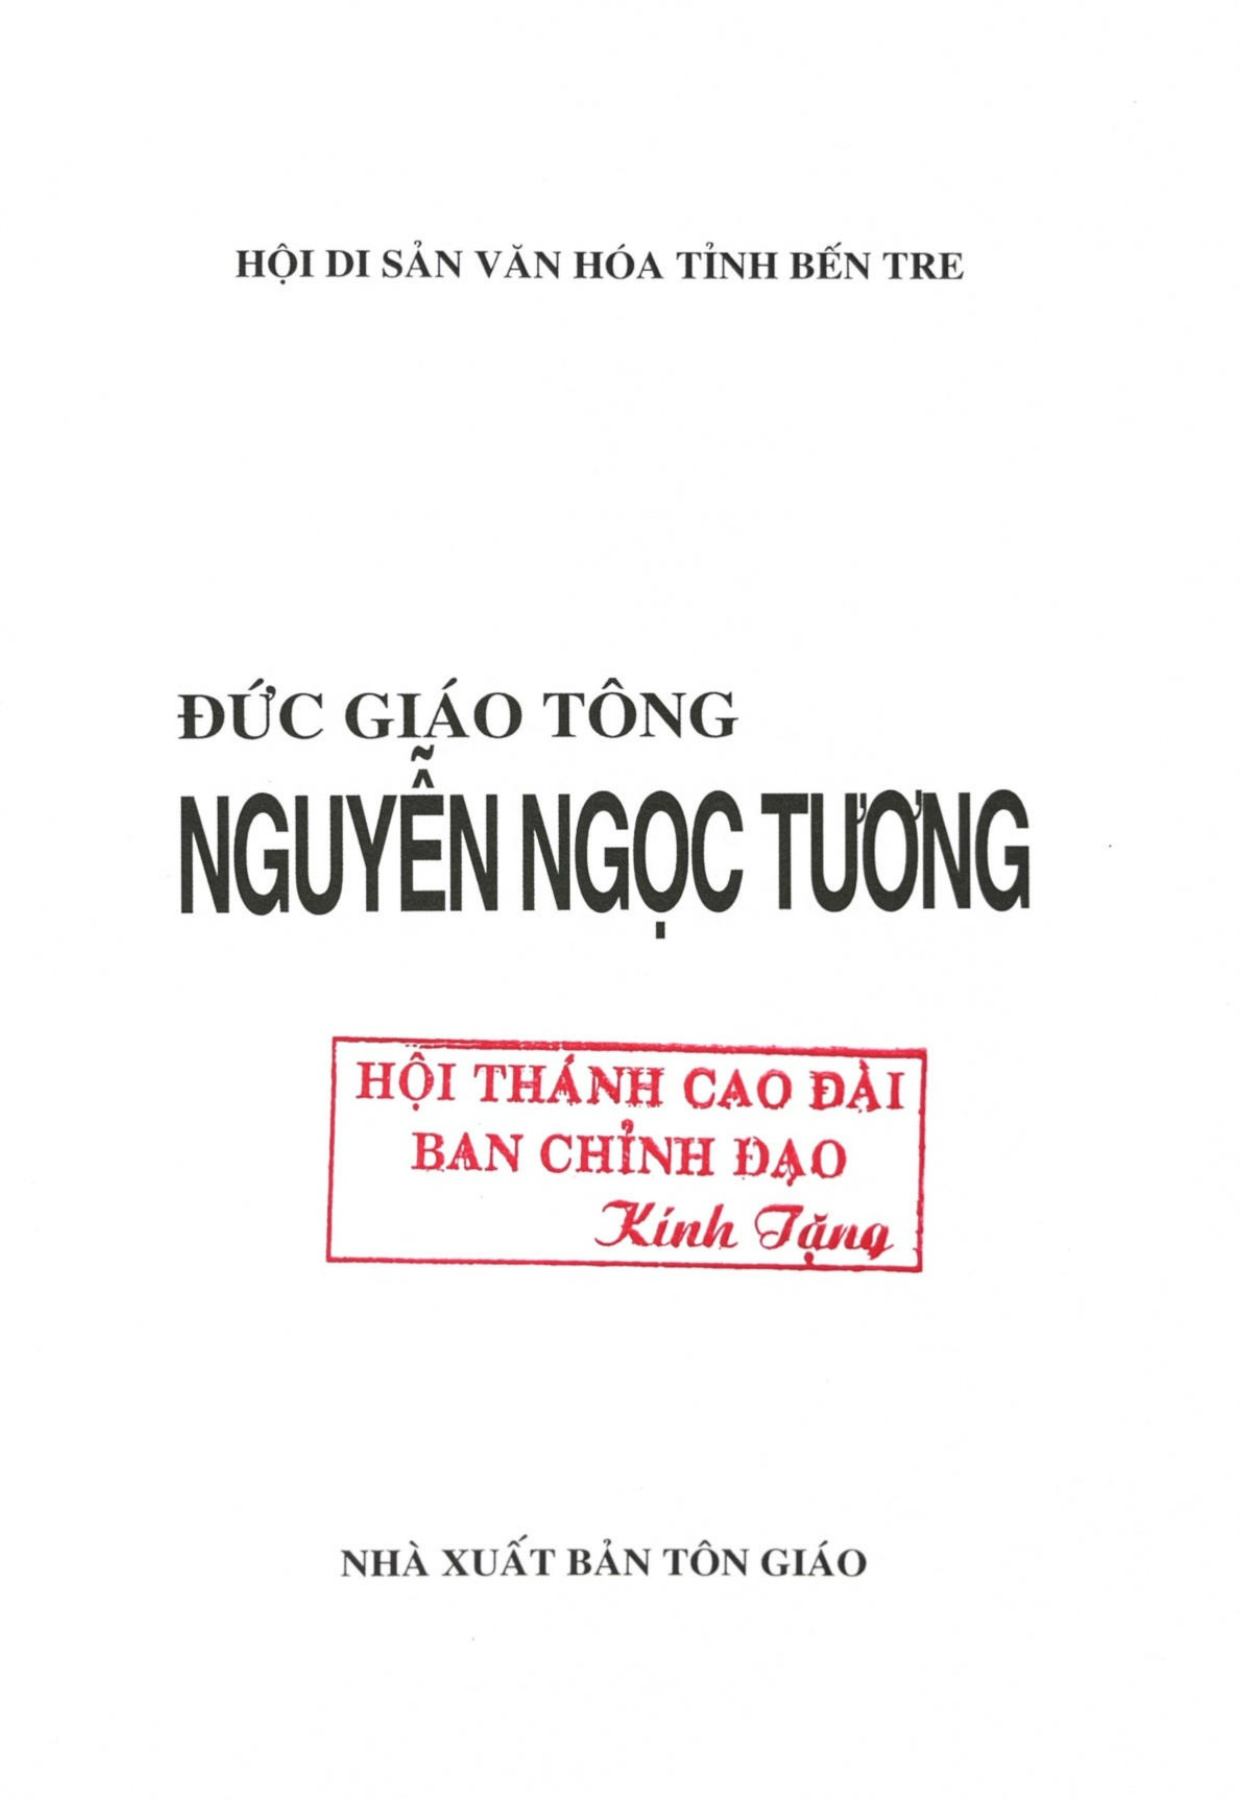 HỘI DI SẢN VĂN HÓA TỈNH BẾN TRE
ĐỨC GIÁO TÔNG
NGUYỄN NGỌC TƯƠNG
HỘI THÁNH CAO ĐÀI
BAN CHỈNH ĐẠO
Kính Tặng
NHÀ XUẤT BẢN TÔN GIÁO